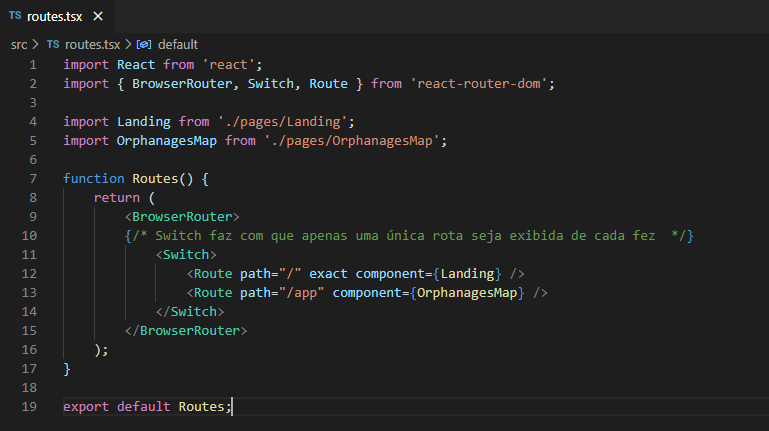 TS routes.tsx ×
src > TS routes.tsx > default
1 import React from 'react';
2 import { BrowserRouter, Switch, Route } from 'react-router-dom';
3
4 import Landing from './pages/Landing';
5 import OrphanagesMap from './pages/OrphanagesMap';
6
7 function Routes() {
8     return (
9         <BrowserRouter>
10         {/* Switch faz com que apenas uma única rota seja exibida de cada fez  */}
11             <Switch>
12                 <Route path="/" exact component={Landing} />
13                 <Route path="/app" component={OrphanagesMap} />
14             </Switch>
15         </BrowserRouter>
16     );
17 }
18
19 export default Routes;